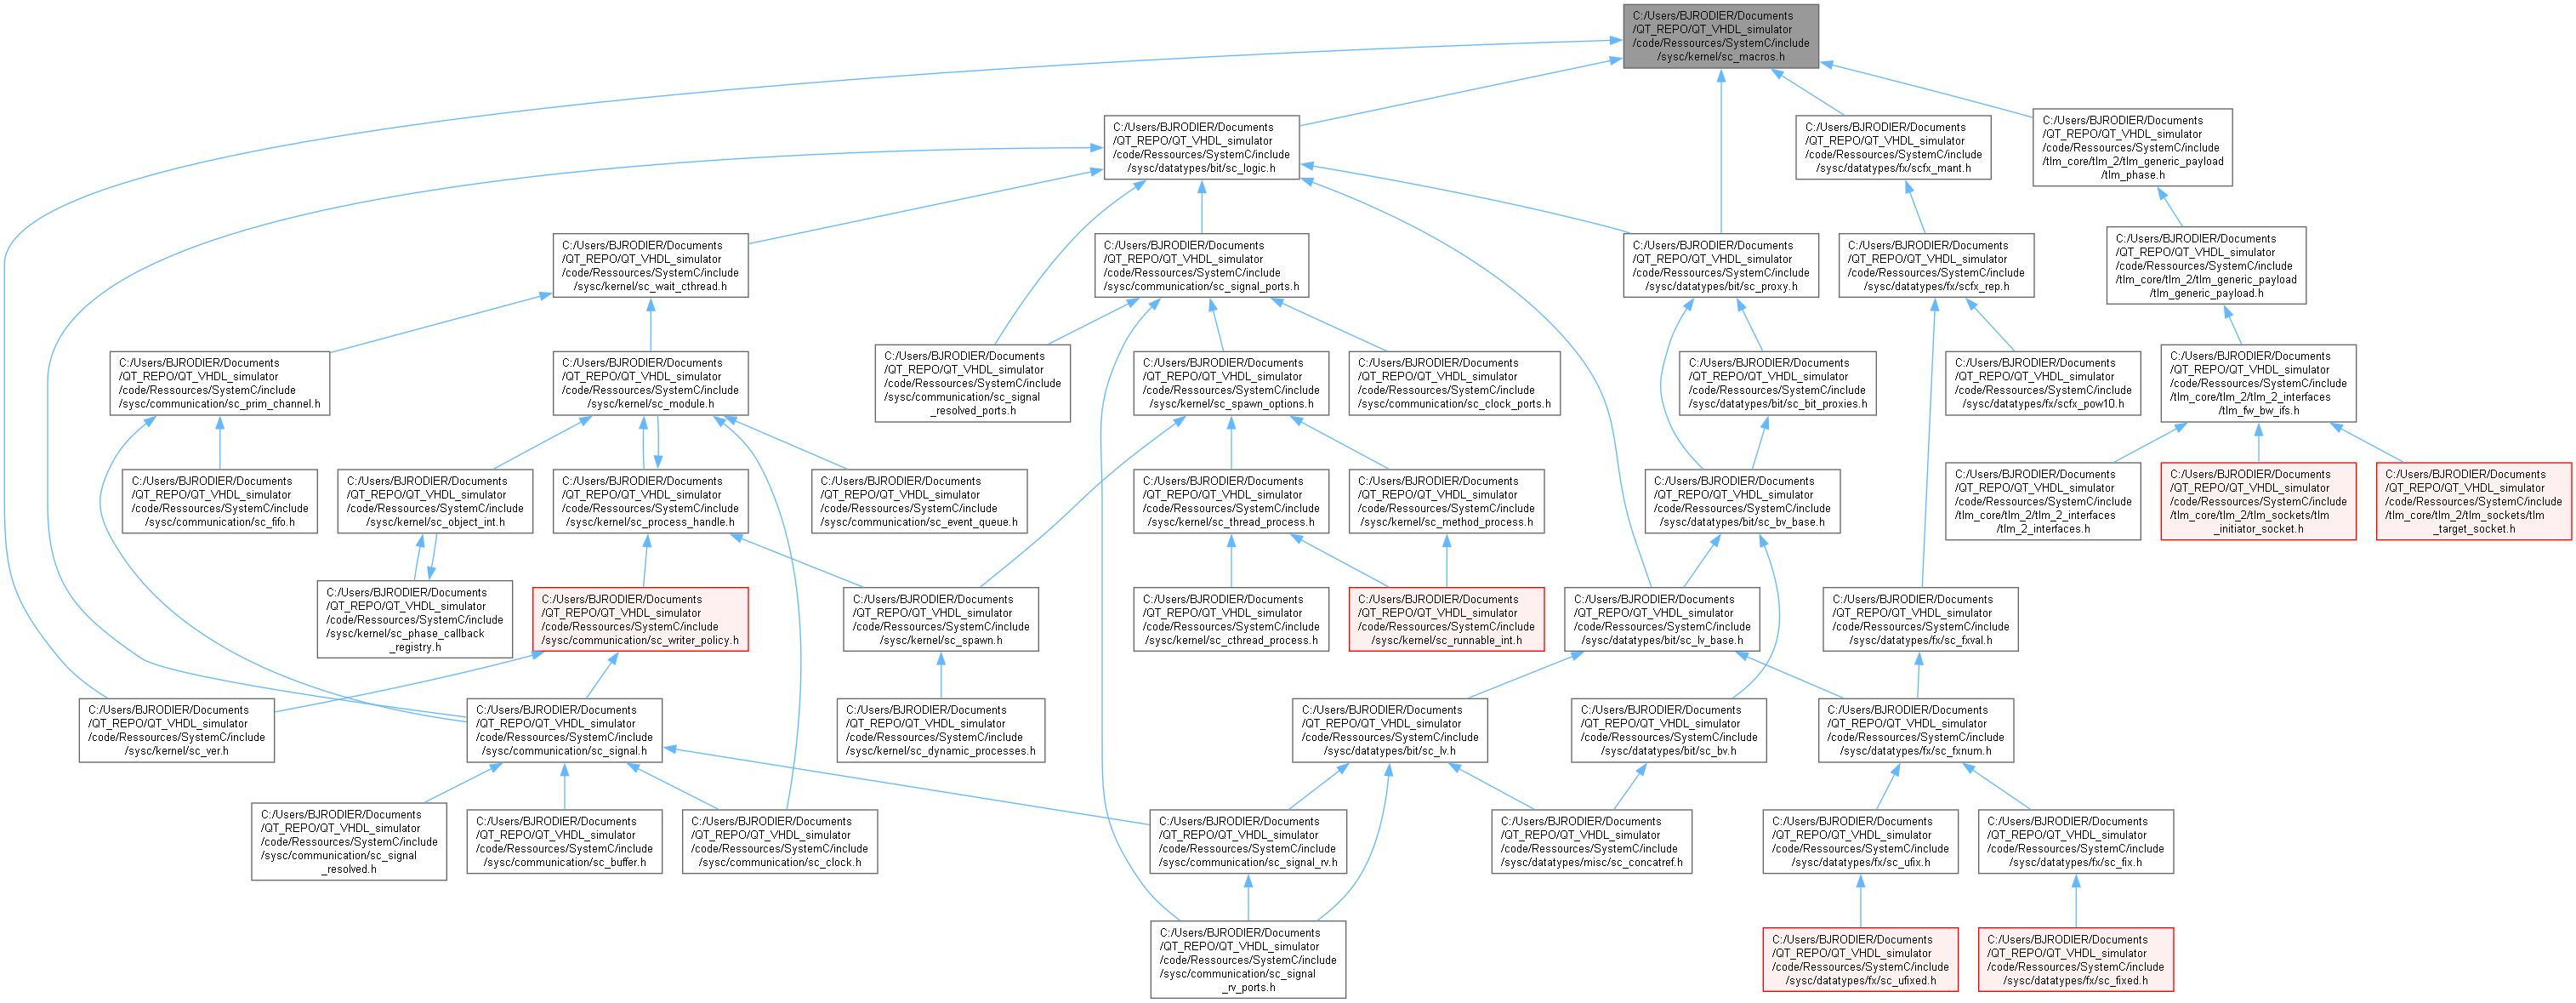 C:/Users/BJRODIER/Documents
/QT_REPO/QT_VHDL_simulator
/code/Ressources/SystemC/include
/sysc/kernel/sc_macros.h
C:/Users/BJRODIER/Documents
/QT_REPO/QT_VHDL_simulator
/code/Ressources/SystemC/include
/sysc/datatypes/bit/sc_logic.h
C:/Users/BJRODIER/Documents
/QT_REPO/QT_VHDL_simulator
/code/Ressources/SystemC/include
/sysc/datatypes/fx/scfx_mant.h
C:/Users/BJRODIER/Documents
/QT_REPO/QT_VHDL_simulator
/code/Ressources/SystemC/include
/tlm_core/tlm_2/tlm_generic_payload
/tlm_phase.h
C:/Users/BJRODIER/Documents
/QT_REPO/QT_VHDL_simulator
/code/Ressources/SystemC/include
/sysc/kernel/sc_wait_cthread.h
C:/Users/BJRODIER/Documents
/QT_REPO/QT_VHDL_simulator
/code/Ressources/SystemC/include
/sysc/communication/sc_signal_ports.h
C:/Users/BJRODIER/Documents
/QT_REPO/QT_VHDL_simulator
/code/Ressources/SystemC/include
/sysc/datatypes/bit/sc_proxy.h
C:/Users/BJRODIER/Documents
/QT_REPO/QT_VHDL_simulator
/code/Ressources/SystemC/include
/sysc/datatypes/fx/scfx_rep.h
C:/Users/BJRODIER/Documents
/QT_REPO/QT_VHDL_simulator
/code/Ressources/SystemC/include
/tlm_core/tlm_2/tlm_generic_payload
/tlm_generic_payload.h
C:/Users/BJRODIER/Documents
/QT_REPO/QT_VHDL_simulator
/code/Ressources/SystemC/include
/sysc/communication/sc_prim_channel.h
C:/Users/BJRODIER/Documents
/QT_REPO/QT_VHDL_simulator
/code/Ressources/SystemC/include
/sysc/kernel/sc_module.h
C:/Users/BJRODIER/Documents
/QT_REPO/QT_VHDL_simulator
/code/Ressources/SystemC/include
/sysc/communication/sc_signal
_resolved_ports.h
C:/Users/BJRODIER/Documents
/QT_REPO/QT_VHDL_simulator
/code/Ressources/SystemC/include
/sysc/kernel/sc_spawn_options.h
C:/Users/BJRODIER/Documents
/QT_REPO/QT_VHDL_simulator
/code/Ressources/SystemC/include
/sysc/communication/sc_clock_ports.h
C:/Users/BJRODIER/Documents
/QT_REPO/QT_VHDL_simulator
/code/Ressources/SystemC/include
/sysc/datatypes/bit/sc_bit_proxies.h
C:/Users/BJRODIER/Documents
/QT_REPO/QT_VHDL_simulator
/code/Ressources/SystemC/include
/sysc/datatypes/fx/scfx_pow10.h
C:/Users/BJRODIER/Documents
/QT_REPO/QT_VHDL_simulator
/code/Ressources/SystemC/include
/tlm_core/tlm_2/tlm_2_interfaces
/tlm_fw_bw_ifs.h
C:/Users/BJRODIER/Documents
/QT_REPO/QT_VHDL_simulator
/code/Ressources/SystemC/include
/sysc/communication/sc_fifo.h
C:/Users/BJRODIER/Documents
/QT_REPO/QT_VHDL_simulator
/code/Ressources/SystemC/include
/sysc/kernel/sc_object_int.h
C:/Users/BJRODIER/Documents
/QT_REPO/QT_VHDL_simulator
/code/Ressources/SystemC/include
/sysc/kernel/sc_process_handle.h
C:/Users/BJRODIER/Documents
/QT_REPO/QT_VHDL_simulator
/code/Ressources/SystemC/include
/sysc/communication/sc_event_queue.h
C:/Users/BJRODIER/Documents
/QT_REPO/QT_VHDL_simulator
/code/Ressources/SystemC/include
/sysc/kernel/sc_thread_process.h
C:/Users/BJRODIER/Documents
/QT_REPO/QT_VHDL_simulator
/code/Ressources/SystemC/include
/sysc/kernel/sc_method_process.h
C:/Users/BJRODIER/Documents
/QT_REPO/QT_VHDL_simulator
/code/Ressources/SystemC/include
/sysc/datatypes/bit/sc_bv_base.h
C:/Users/BJRODIER/Documents
/QT_REPO/QT_VHDL_simulator
/code/Ressources/SystemC/include
/tlm_core/tlm_2/tlm_2_interfaces
/tlm_2_interfaces.h
C:/Users/BJRODIER/Documents
/QT_REPO/QT_VHDL_simulator
/code/Ressources/SystemC/include
/tlm_core/tlm_2/tlm_sockets/tlm
_initiator_socket.h
C:/Users/BJRODIER/Documents
/QT_REPO/QT_VHDL_simulator
/code/Ressources/SystemC/include
/tlm_core/tlm_2/tlm_sockets/tlm
_target_socket.h
C:/Users/BJRODIER/Documents
/QT_REPO/QT_VHDL_simulator
/code/Ressources/SystemC/include
/sysc/kernel/sc_phase_callback
_registry.h
C:/Users/BJRODIER/Documents
/QT_REPO/QT_VHDL_simulator
/code/Ressources/SystemC/include
/sysc/communication/sc_writer_policy.h
C:/Users/BJRODIER/Documents
/QT_REPO/QT_VHDL_simulator
/code/Ressources/SystemC/include
/sysc/kernel/sc_spawn.h
C:/Users/BJRODIER/Documents
/QT_REPO/QT_VHDL_simulator
/code/Ressources/SystemC/include
/sysc/kernel/sc_cthread_process.h
C:/Users/BJRODIER/Documents
/QT_REPO/QT_VHDL_simulator
/code/Ressources/SystemC/include
/sysc/kernel/sc_runnable_int.h
C:/Users/BJRODIER/Documents
/QT_REPO/QT_VHDL_simulator
/code/Ressources/SystemC/include
/sysc/datatypes/bit/sc_lv_base.h
C:/Users/BJRODIER/Documents
/QT_REPO/QT_VHDL_simulator
/code/Ressources/SystemC/include
/sysc/datatypes/fx/sc_fxval.h
C:/Users/BJRODIER/Documents
/QT_REPO/QT_VHDL_simulator
/code/Ressources/SystemC/include
/sysc/kernel/sc_ver.h
C:/Users/BJRODIER/Documents
/QT_REPO/QT_VHDL_simulator
/code/Ressources/SystemC/include
/sysc/communication/sc_signal.h
C:/Users/BJRODIER/Documents
/QT_REPO/QT_VHDL_simulator
/code/Ressources/SystemC/include
/sysc/kernel/sc_dynamic_processes.h
C:/Users/BJRODIER/Documents
/QT_REPO/QT_VHDL_simulator
/code/Ressources/SystemC/include
/sysc/datatypes/bit/sc_lv.h
C:/Users/BJRODIER/Documents
/QT_REPO/QT_VHDL_simulator
/code/Ressources/SystemC/include
/sysc/datatypes/bit/sc_bv.h
C:/Users/BJRODIER/Documents
/QT_REPO/QT_VHDL_simulator
/code/Ressources/SystemC/include
/sysc/datatypes/fx/sc_fxnum.h
C:/Users/BJRODIER/Documents
/QT_REPO/QT_VHDL_simulator
/code/Ressources/SystemC/include
/sysc/communication/sc_signal
_resolved.h
C:/Users/BJRODIER/Documents
/QT_REPO/QT_VHDL_simulator
/code/Ressources/SystemC/include
/sysc/communication/sc_buffer.h
C:/Users/BJRODIER/Documents
/QT_REPO/QT_VHDL_simulator
/code/Ressources/SystemC/include
/sysc/communication/sc_clock.h
C:/Users/BJRODIER/Documents
/QT_REPO/QT_VHDL_simulator
/code/Ressources/SystemC/include
/sysc/communication/sc_signal_rv.h
C:/Users/BJRODIER/Documents
/QT_REPO/QT_VHDL_simulator
/code/Ressources/SystemC/include
/sysc/datatypes/misc/sc_concatref.h
C:/Users/BJRODIER/Documents
/QT_REPO/QT_VHDL_simulator
/code/Ressources/SystemC/include
/sysc/datatypes/fx/sc_ufix.h
C:/Users/BJRODIER/Documents
/QT_REPO/QT_VHDL_simulator
/code/Ressources/SystemC/include
/sysc/datatypes/fx/sc_fix.h
C:/Users/BJRODIER/Documents
/QT_REPO/QT_VHDL_simulator
/code/Ressources/SystemC/include
/sysc/communication/sc_signal
_rv_ports.h
C:/Users/BJRODIER/Documents
/QT_REPO/QT_VHDL_simulator
/code/Ressources/SystemC/include
/sysc/datatypes/fx/sc_ufixed.h
C:/Users/BJRODIER/Documents
/QT_REPO/QT_VHDL_simulator
/code/Ressources/SystemC/include
/sysc/datatypes/fx/sc_fixed.h